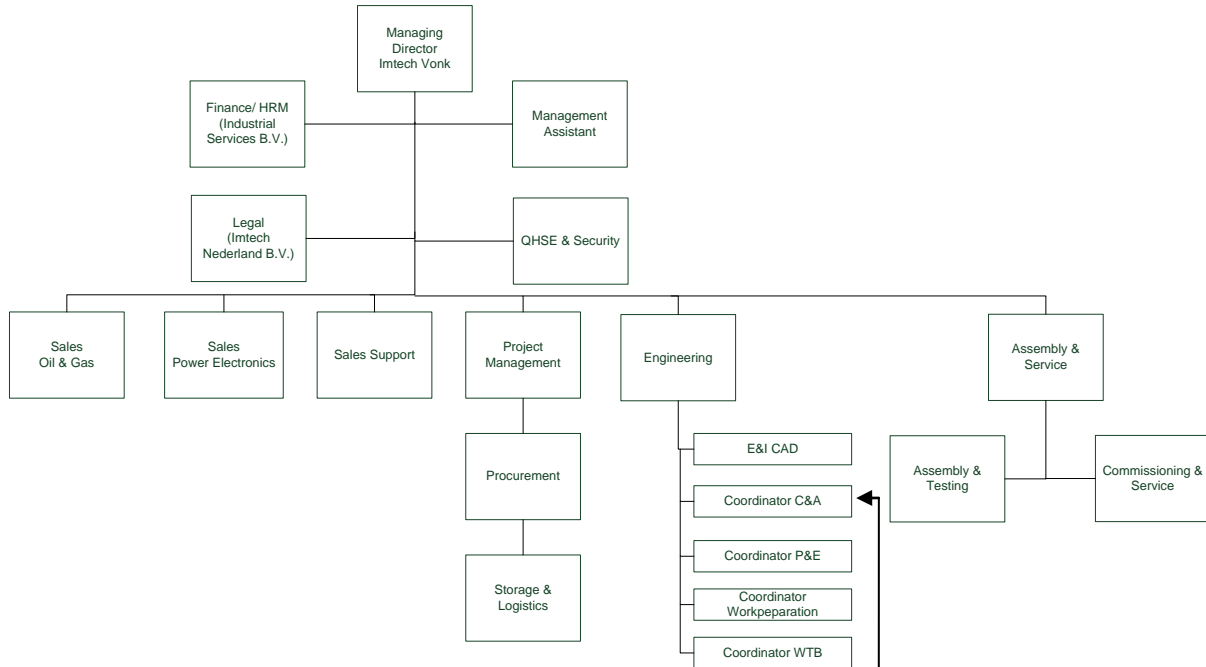 Managing
Director
Imtech Vonk
Finance/ HRM
(Industrial
Services B.V.)
Management
Assistant
Legal
(Imtech
Nederland B.V.)
QHSE & Security
Sales
Oil & Gas
Sales
Power Electronics
Sales Support
Project
Management
Engineering
Assembly &
Service
E&I CAD
Procurement
Assembly &
Testing
Commissioning &
Service
Coordinator C&A
Coordinator P&E
Storage &
Logistics
Coordinator
Workpeparation
Coordinator WTB